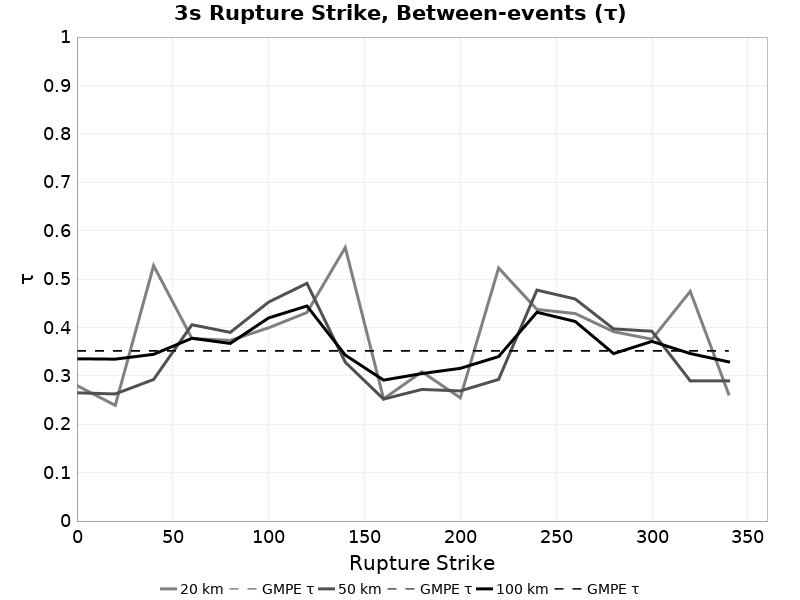 3s Rupture Strike, Between-events (τ)
1
0.9
0.8
0.7
0.6
0.5
0.4
0.3
0.2
0.1
0
τ
0 50 100 150 200 250 300 350
Rupture Strike
20 km GMPE τ 50 km GMPE τ 100 km GMPE τ